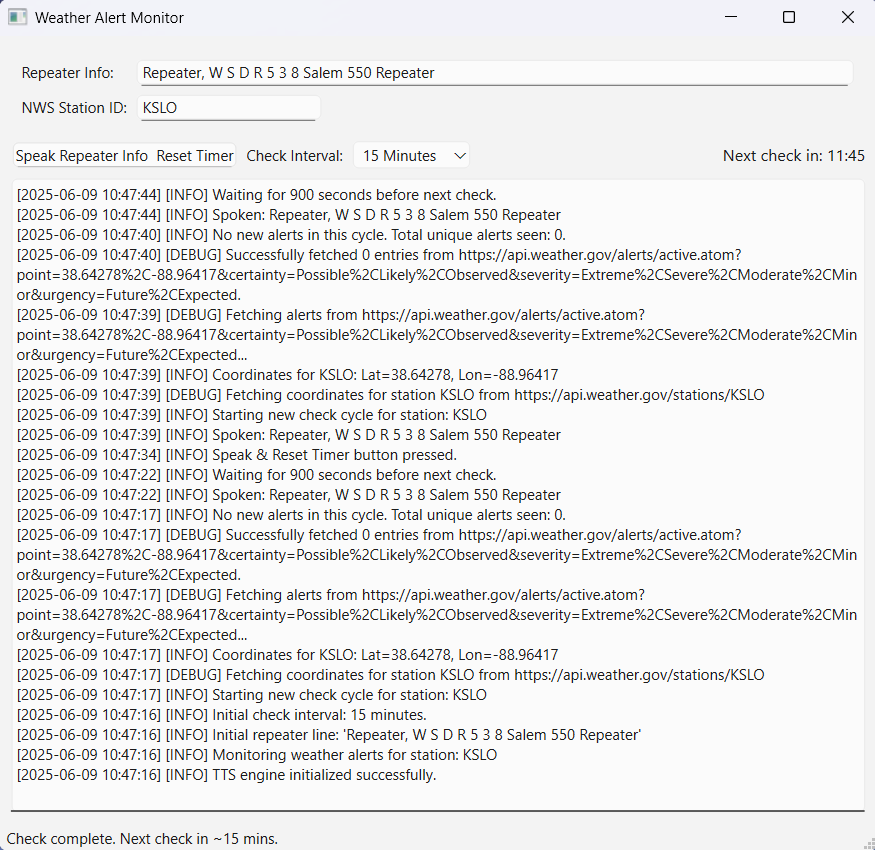 Weather Alert Monitor
Repeater Info: Repeater, W S D R 5 3 8 Salem 550 Repeater
NWS Station ID: KSLO
Speak Repeater Info Reset Timer Check Interval: 15 Minutes Next check in: 11:45
[2025-06-09 10:47:44] [INFO] Waiting for 900 seconds before next check.
[2025-06-09 10:47:44] [INFO] Spoken: Repeater, W S D R 5 3 8 Salem 550 Repeater
[2025-06-09 10:47:40] [INFO] No new alerts in this cycle. Total unique alerts seen: 0.
[2025-06-09 10:47:40] [DEBUG] Successfully fetched 0 entries from https://api.weather.gov/alerts/active.atom?
point=38.64278%2C-88.96417&certainty=Possible%2CLikely%2CObserved&severity=Extreme%2CSevere%2CModerate%2CMin
or&urgency=Future%2CExpected.
[2025-06-09 10:47:39] [DEBUG] Fetching alerts from https://api.weather.gov/alerts/active.atom?
point=38.64278%2C-88.96417&certainty=Possible%2CLikely%2CObserved&severity=Extreme%2CSevere%2CModerate%2CMin
or&urgency=Future%2CExpected...
[2025-06-09 10:47:39] [INFO] Coordinates for KSLO: Lat=38.64278, Lon=-88.96417
[2025-06-09 10:47:39] [DEBUG] Fetching coordinates for station KSLO from https://api.weather.gov/stations/KSLO
[2025-06-09 10:47:39] [INFO] Starting new check cycle for station: KSLO
[2025-06-09 10:47:39] [INFO] Spoken: Repeater, W S D R 5 3 8 Salem 550 Repeater
[2025-06-09 10:47:34] [INFO] Speak & Reset Timer button pressed.
[2025-06-09 10:47:22] [INFO] Waiting for 900 seconds before next check.
[2025-06-09 10:47:22] [INFO] Spoken: Repeater, W S D R 5 3 8 Salem 550 Repeater
[2025-06-09 10:47:17] [INFO] No new alerts in this cycle. Total unique alerts seen: 0.
[2025-06-09 10:47:17] [DEBUG] Successfully fetched 0 entries from https://api.weather.gov/alerts/active.atom?
point=38.64278%2C-88.96417&certainty=Possible%2CLikely%2CObserved&severity=Extreme%2CSevere%2CModerate%2CMin
or&urgency=Future%2CExpected.
[2025-06-09 10:47:17] [DEBUG] Fetching alerts from https://api.weather.gov/alerts/active.atom?
point=38.64278%2C-88.96417&certainty=Possible%2CLikely%2CObserved&severity=Extreme%2CSevere%2CModerate%2CMin
or&urgency=Future%2CExpected...
[2025-06-09 10:47:17] [INFO] Coordinates for KSLO: Lat=38.64278, Lon=-88.96417
[2025-06-09 10:47:17] [DEBUG] Fetching coordinates for station KSLO from https://api.weather.gov/stations/KSLO
[2025-06-09 10:47:17] [INFO] Starting new check cycle for station: KSLO
[2025-06-09 10:47:16] [INFO] Initial check interval: 15 minutes.
[2025-06-09 10:47:16] [INFO] Initial repeater line: 'Repeater, W S D R 5 3 8 Salem 550 Repeater'
[2025-06-09 10:47:16] [INFO] Monitoring weather alerts for station: KSLO
[2025-06-09 10:47:16] [INFO] TTS engine initialized successfully.
Check complete. Next check in ~15 mins.